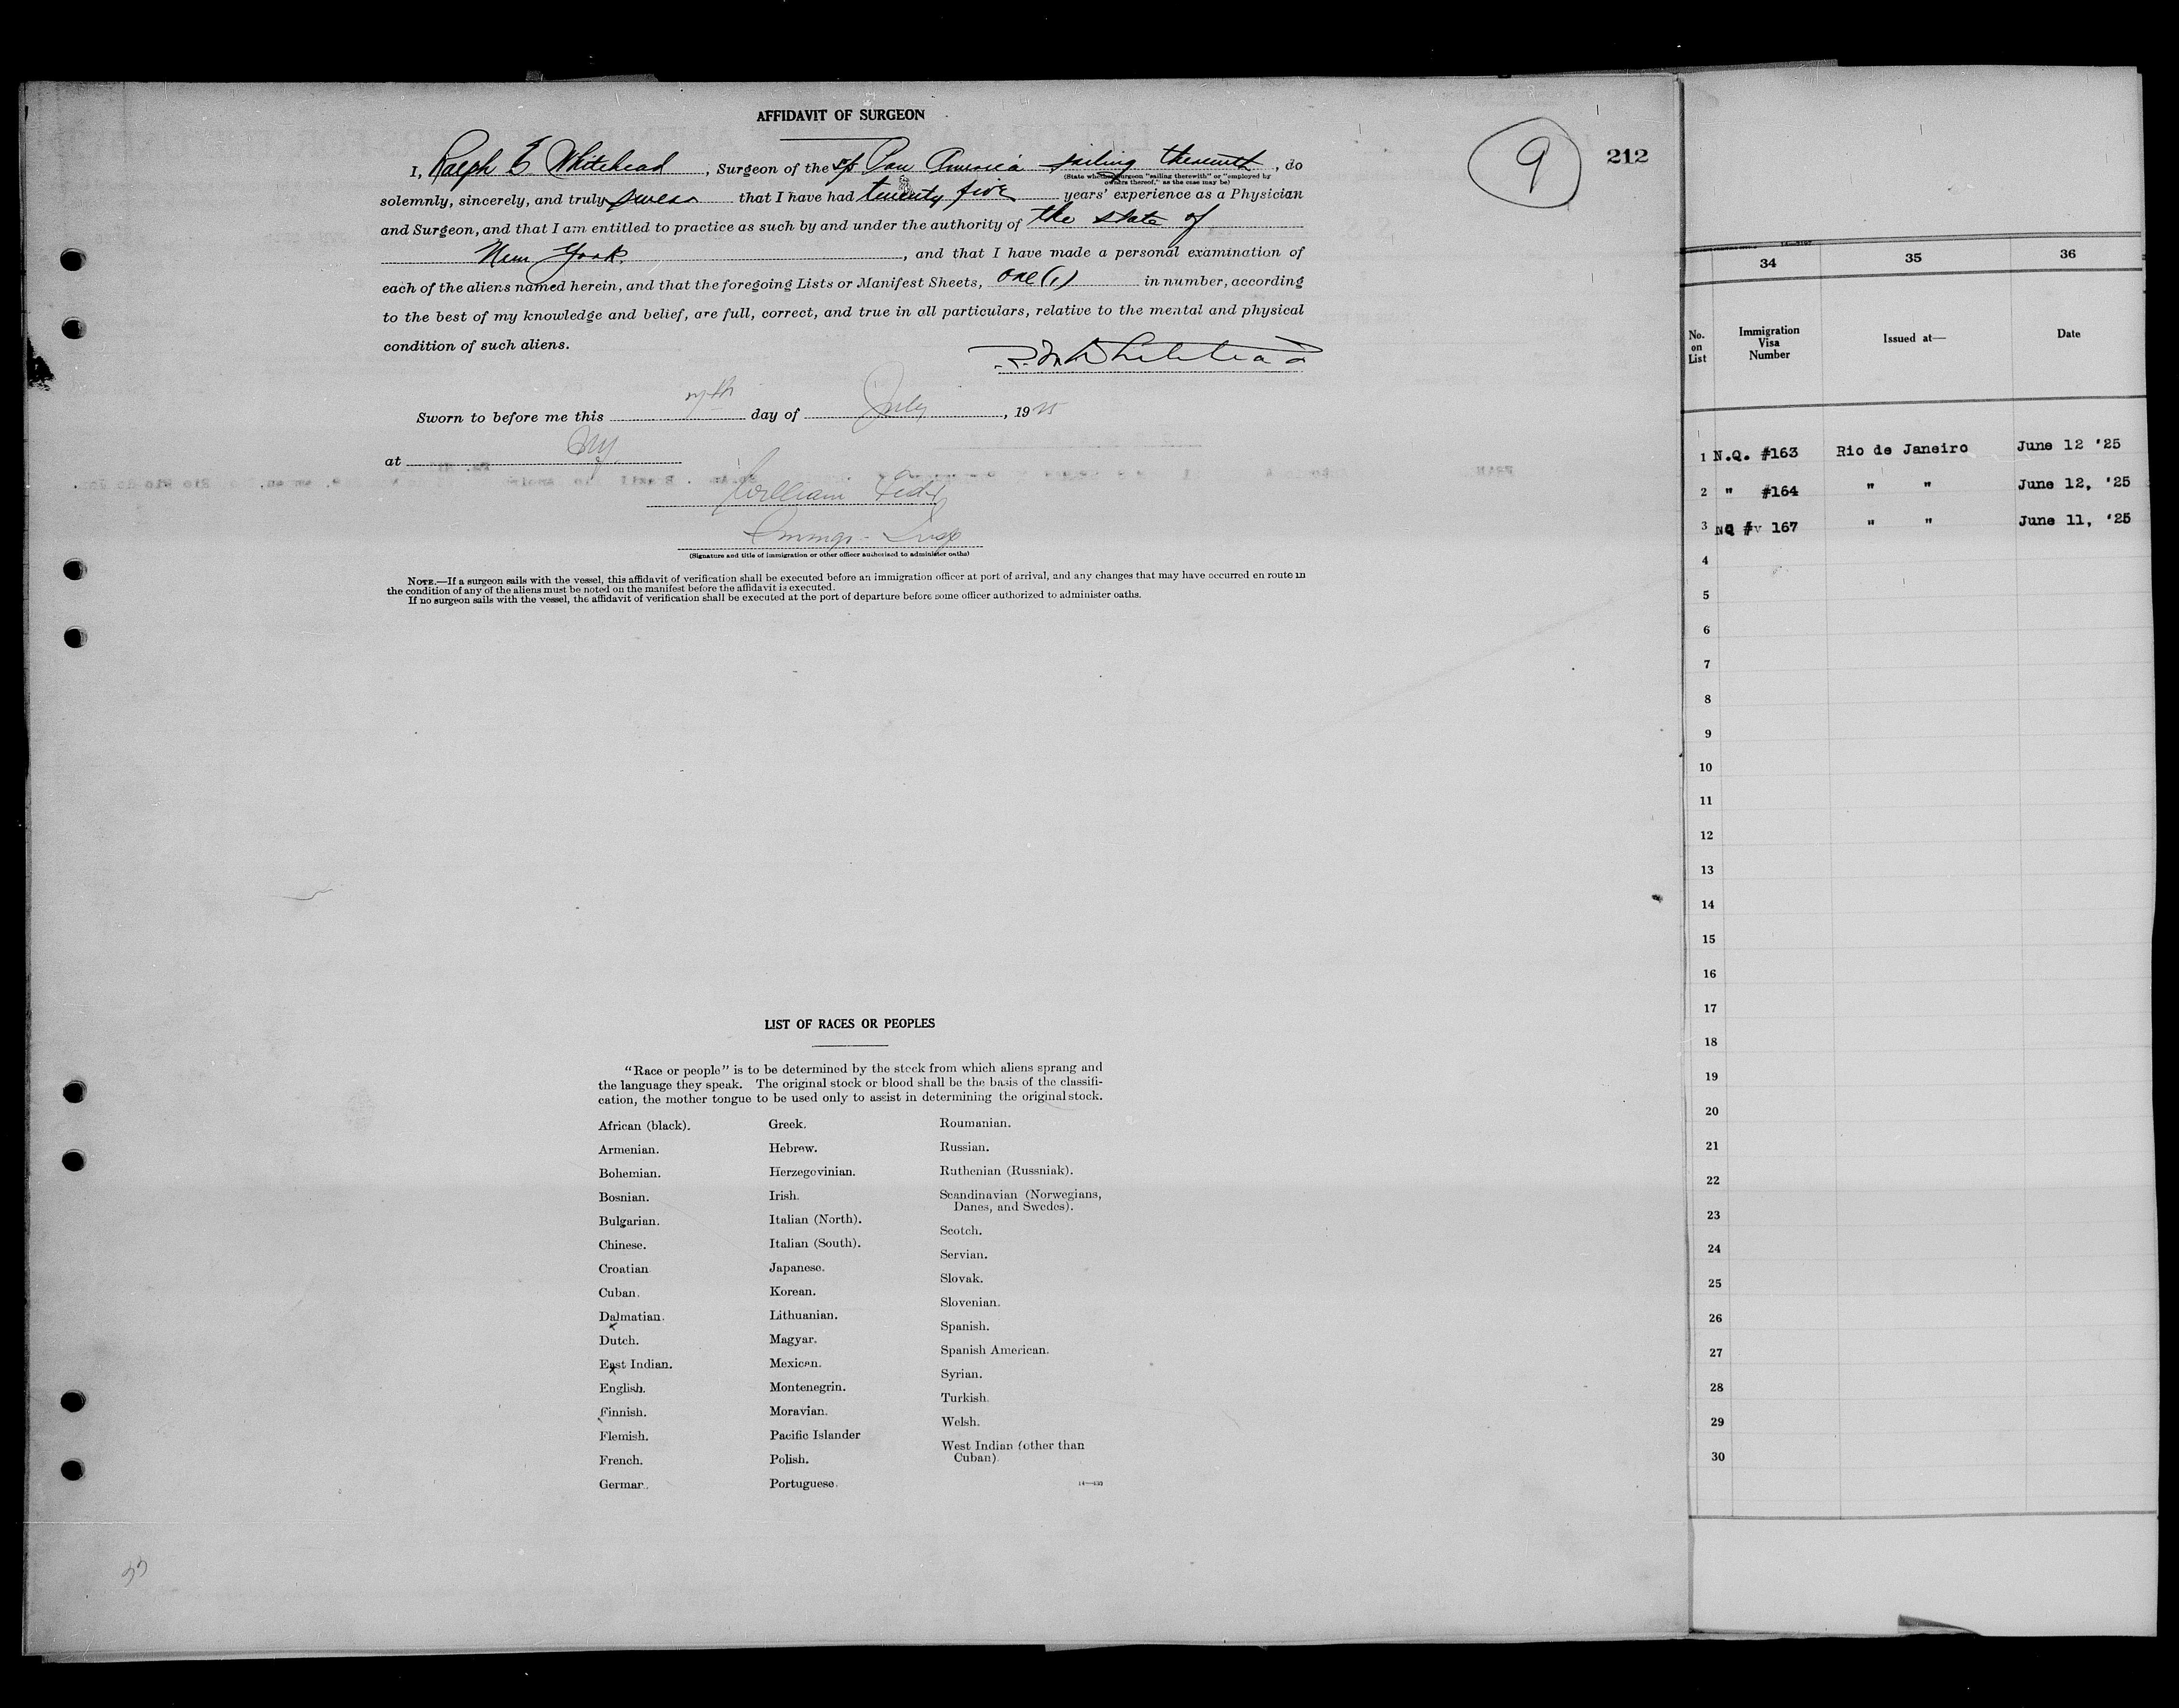 AFFIDAVIT OF SURGEON
9
212
I, Ralph E Whitehead, Surgeon of the s/s Pan America sailing therewith, do
(State whether surgeon "sailing therewith" or "employed by
owners thereof," as the case may be)
solemnly, sincerely, and truly swear that I have had twenty five years' experience as a Physician
and Surgeon, and that I am entitled to practice as such by and under the authority of the state of
New York, and that I have made a personal examination of
each of the aliens named herein, and that the foregoing Lists or Manifest Sheets, one (1) in number, according
to the best of my knowledge and belief, are full, correct, and true in all particulars, relative to the mental and physical
condition of such aliens.
Whitehead
Sworn to before me this 7th day of July, 19
at NY
William
(Signature and title of immigration or other officer authorized to administer oaths)
NOTE.—If a surgeon sails with the vessel, this affidavit of verification shall be executed before an immigration officer at port of arrival, and any changes that may have occurred en route in
the condition of any of the aliens must be noted on the manifest before the affidavit is executed.
If no surgeon sails with the vessel, the affidavit of verification shall be executed at the port of departure before some officer authorized to administer oaths.
LIST OF RACES OR PEOPLES
"Race or people" is to be determined by the stock from which aliens sprang and
the language they speak. The original stock or blood shall be the basis of the classifi-
cation, the mother tongue to be used only to assist in determining the original stock.
African (black).
Armenian.
Bohemian.
Bosnian.
Bulgarian.
Chinese.
Croatian
Cuban.
Dalmatian.
Dutch.
East Indian.
English.
Finnish.
Flemish.
French.
German.
Greek.
Hebrew.
Herzegovinian.
Irish.
Italian (North).
Italian (South).
Japanese.
Korean.
Lithuanian.
Magyar.
Mexican.
Montenegrin.
Moravian.
Pacific Islander
Polish.
Portuguese.
Roumanian.
Russian.
Ruthenian (Russniak).
Scandinavian (Norwegians,
Danes, and Swedes).
Scotch.
Servian.
Slovak.
Slovenian.
Spanish.
Spanish American.
Syrian.
Turkish.
Welsh.
West Indian (other than
Cuban).
34 35 36
No. on List
Immigration Visa Number
Issued at—
Date
1 N.Q. #163 Rio de Janeiro June 12 '25
2 " #164 " " June 12, '25
3 NQ #v 167 " " June 11, '25
4
5
6
7
8
9
10
11
12
13
14
15
16
17
18
19
20
21
22
23
24
25
26
27
28
29
30